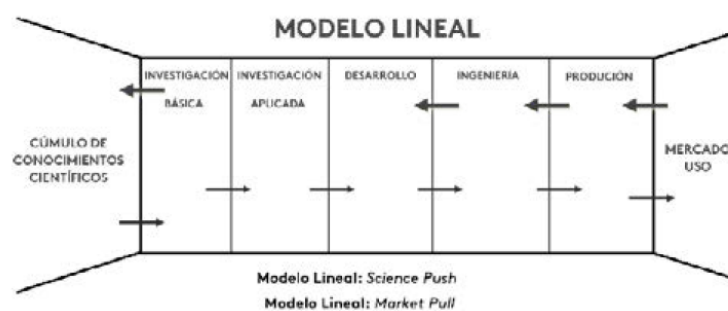 MODELO LINEAL
INVESTIGACIÓN
BÁSICA
INVESTIGACIÓN
APLICADA
DESARROLLO
INGENIERÍA
PRODUCIÓN
CÚMULO DE
CONOCIMIENTOS
CIENTÍFICOS
MERCADO
USO
Modelo Lineal: Science Push
Modelo Lineal: Market Pull